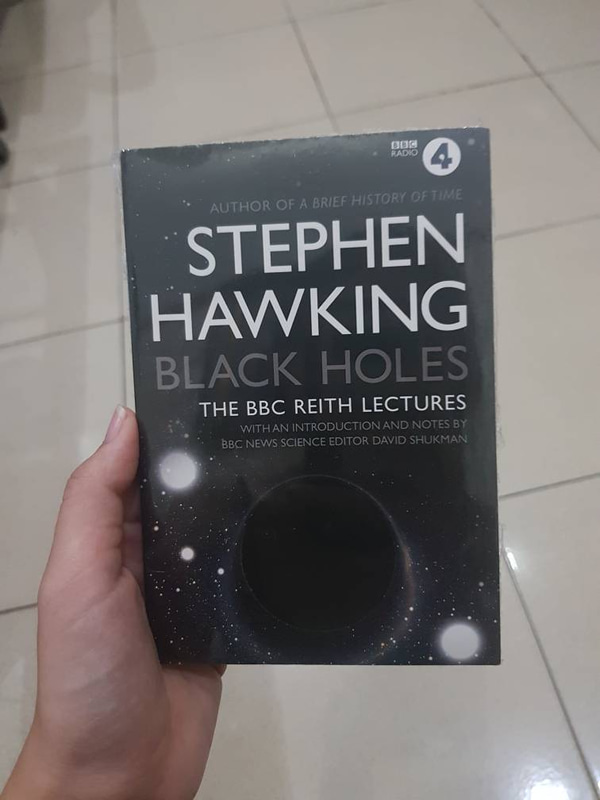 BBC
RADIO
4
AUTHOR OF A BRIEF HISTORY OF TIME
STEPHEN
HAWKING
BLACK HOLES
THE BBC REITH LECTURES
WITH AN INTRODUCTION AND NOTES BY
BBC NEWS SCIENCE EDITOR DAVID SHUKMAN